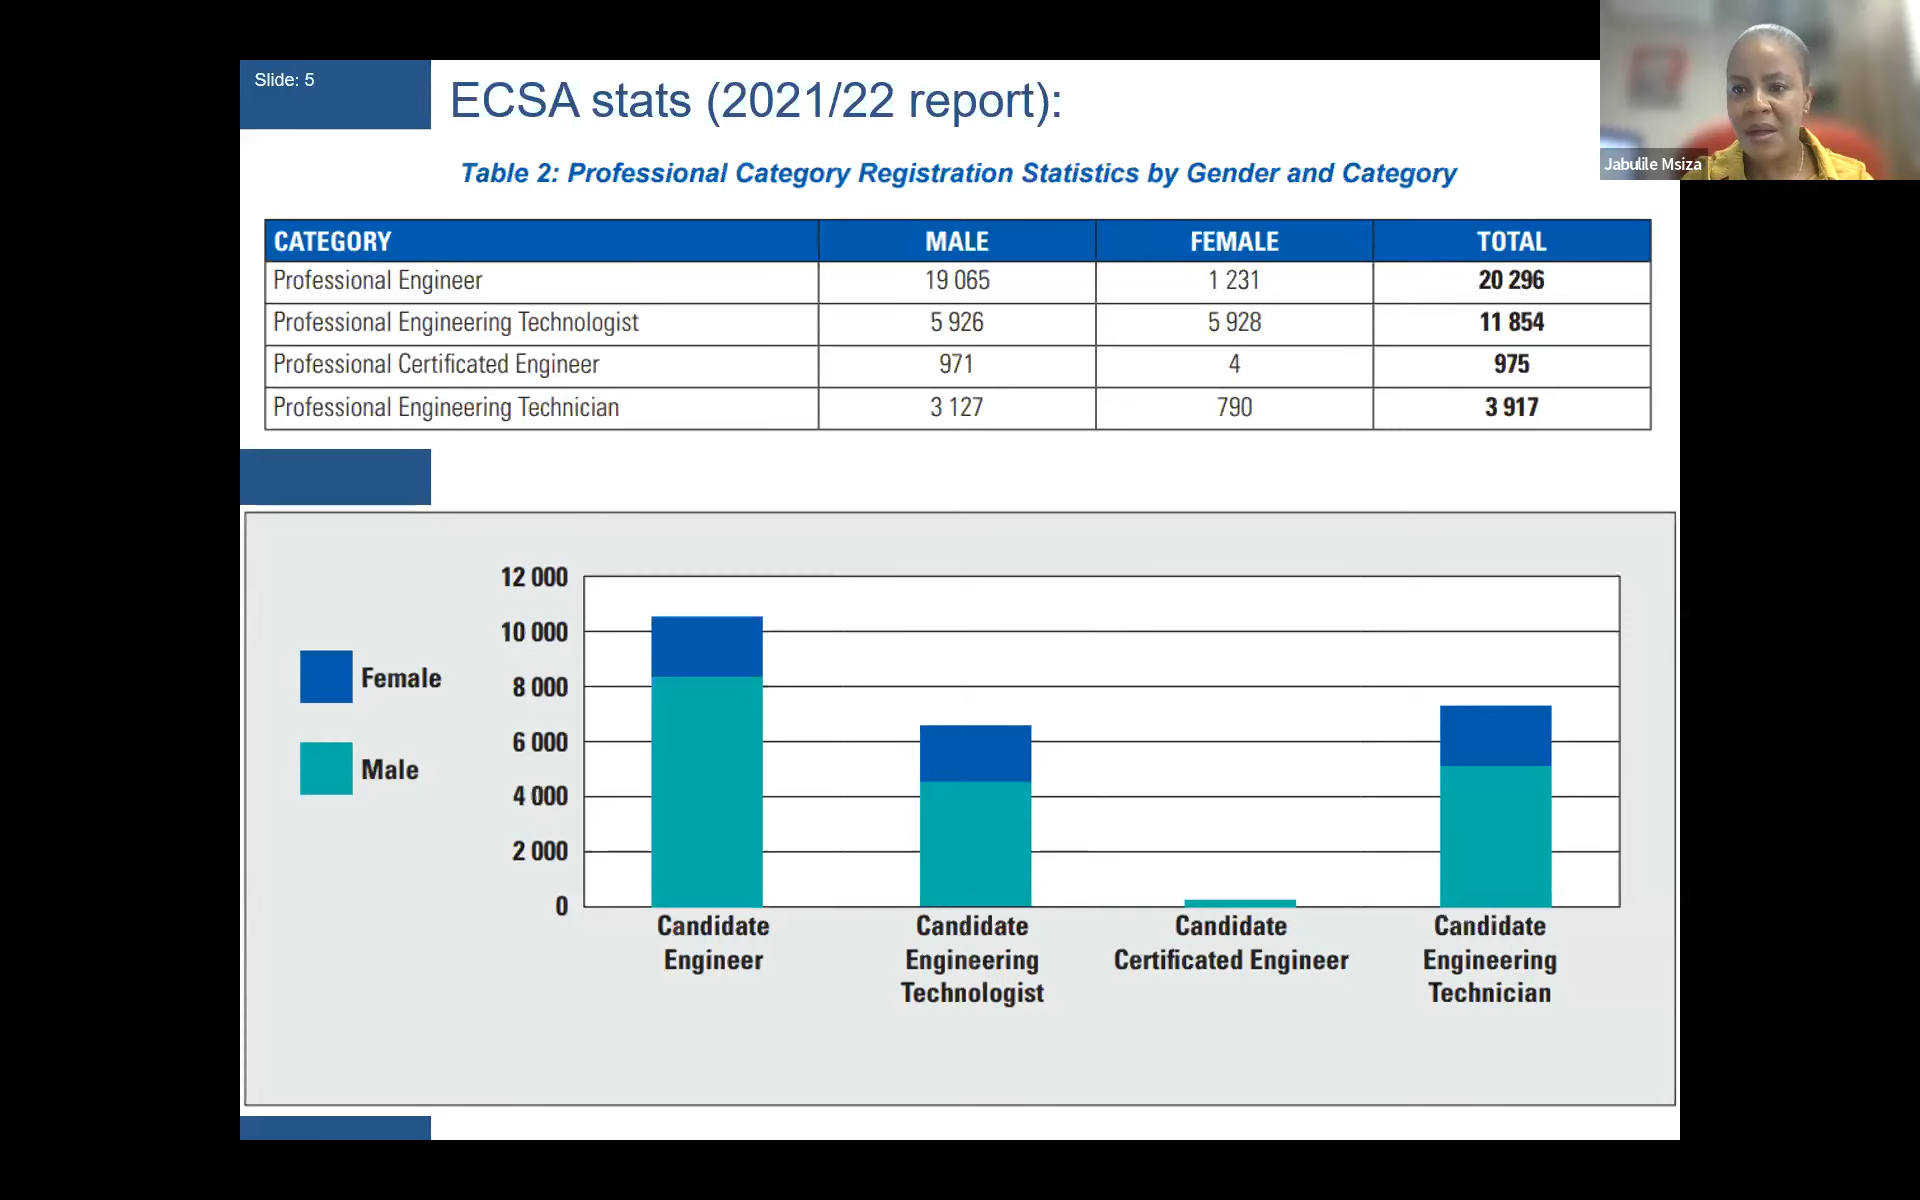 Slide: 5
ECSA stats (2021/22 report):
Jabulile Msiza
Table 2: Professional Category Registration Statistics by Gender and Category
CATEGORY MALE FEMALE TOTAL
Professional Engineer 19 065 1 231 20 296
Professional Engineering Technologist 5 926 5 928 11 854
Professional Certificated Engineer 971 4 975
Professional Engineering Technician 3 127 790 3 917
Female
Male
12 000
10 000
8 000
6 000
4 000
2 000
0
Candidate
Engineer
Candidate
Engineering
Technologist
Candidate
Certificated Engineer
Candidate
Engineering
Technician